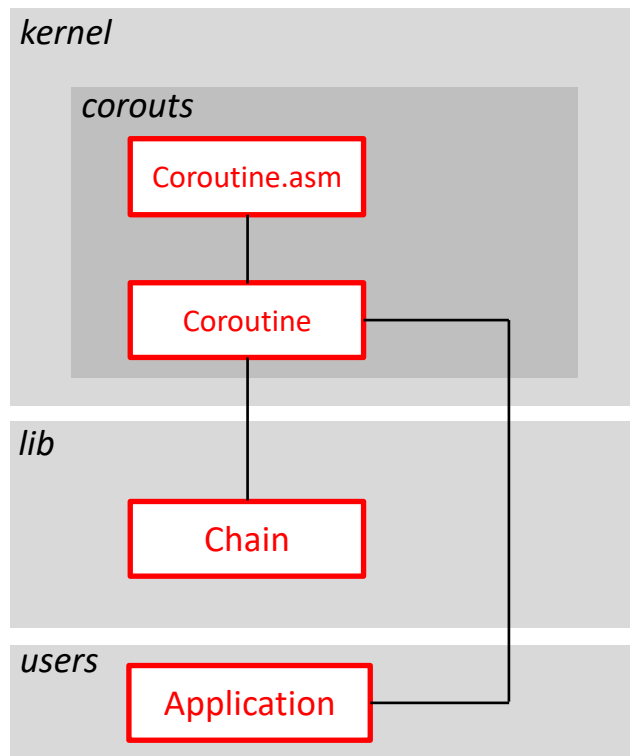 kernel
corouts
Coroutine.asm
Coroutine
lib
Chain
users
Application